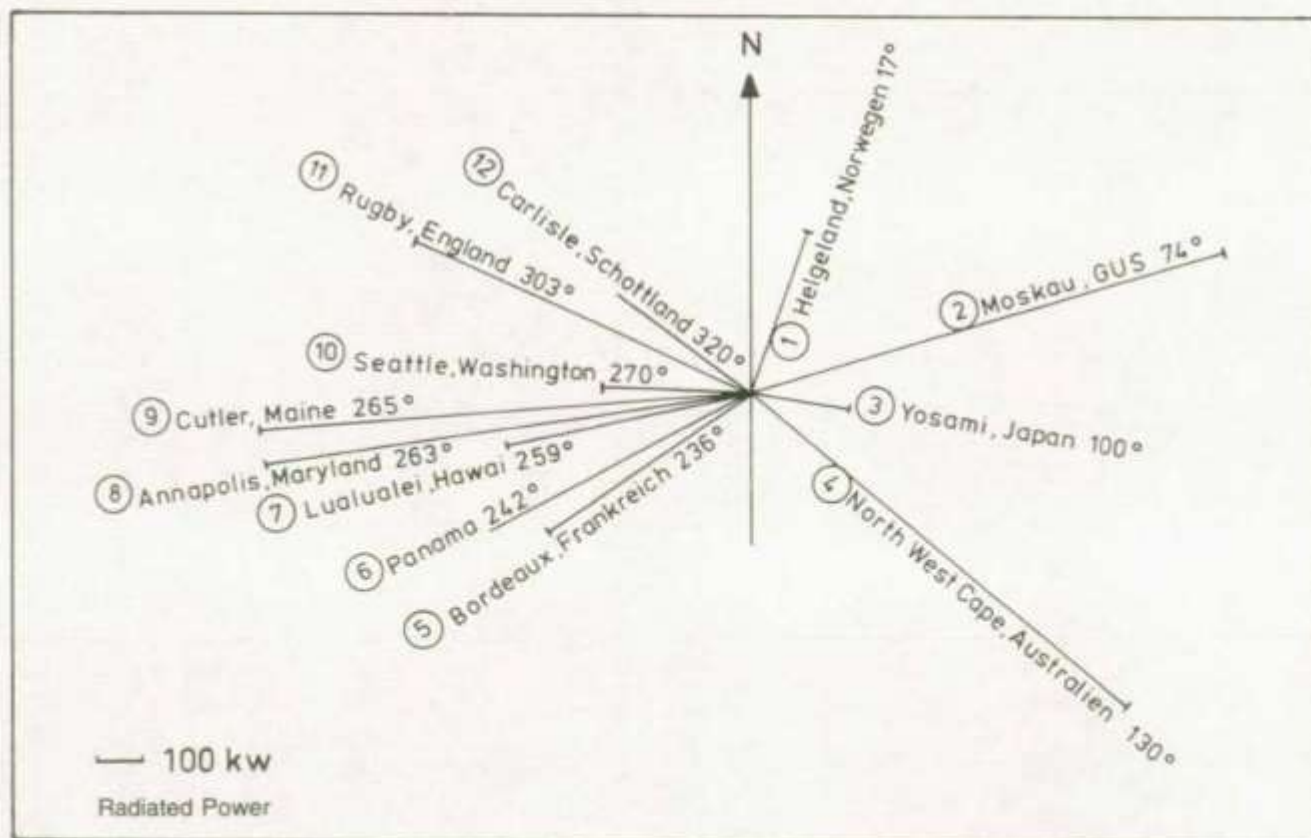 N
① Helgeland, Norwegen 17°
② Moskau, GUS 74°
③ Yosami, Japan 100°
④ North West Cape, Australien 130°
⑤ Bordeaux, Frankreich 236°
⑥ Panama 242°
⑦ Lualualei, Hawai 259°
⑧ Annapolis, Maryland 263°
⑨ Cutler, Maine 265°
⑩ Seattle, Washington 270°
⑪ Rugby, England 303°
⑫ Carlisle, Schottland 320°
100 kw
Radiated Power